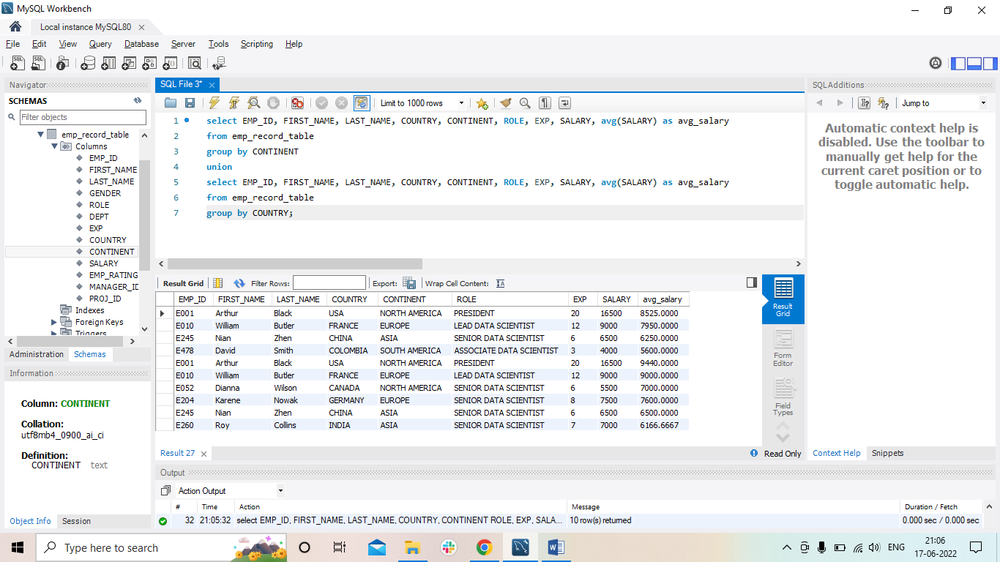 MySQL Workbench
Local instance MySQL80
File Edit View Query Database Server Tools Scripting Help
Navigator
SCHEMAS
Filter objects
emp_record_table
Columns
EMP_ID
FIRST_NAME
LAST_NAME
GENDER
ROLE
DEPT
EXP
COUNTRY
CONTINENT
SALARY
EMP_RATING
MANAGER_ID
PROJ_ID
Indexes
Foreign Keys
Triggers
Administration Schemas
Information
Column: CONTINENT
Collation:
utf8mb4_0900_ai_ci
Definition:
CONTINENT text
Object Info Session
SQL File 3*
Limit to 1000 rows
1 select EMP_ID, FIRST_NAME, LAST_NAME, COUNTRY, CONTINENT, ROLE, EXP, SALARY, avg(SALARY) as avg_salary
2 from emp_record_table
3 group by CONTINENT
4 union
5 select EMP_ID, FIRST_NAME, LAST_NAME, COUNTRY, CONTINENT, ROLE, EXP, SALARY, avg(SALARY) as avg_salary
6 from emp_record_table
7 group by COUNTRY;
Result Grid Filter Rows: Export: Wrap Cell Content:
EMP_ID FIRST_NAME LAST_NAME COUNTRY CONTINENT ROLE EXP SALARY avg_salary
E001 Arthur Black USA NORTH AMERICA PRESIDENT 20 16500 8525.0000
E010 William Butler FRANCE EUROPE LEAD DATA SCIENTIST 12 9000 7950.0000
E245 Nian Zhen CHINA ASIA SENIOR DATA SCIENTIST 6 6500 6250.0000
E478 David Smith COLOMBIA SOUTH AMERICA ASSOCIATE DATA SCIENTIST 3 4000 5600.0000
E001 Arthur Black USA NORTH AMERICA PRESIDENT 20 16500 9440.0000
E010 William Butler FRANCE EUROPE LEAD DATA SCIENTIST 12 9000 9000.0000
E052 Dianna Wilson CANADA NORTH AMERICA SENIOR DATA SCIENTIST 6 5500 7000.0000
E204 Karene Nowak GERMANY EUROPE SENIOR DATA SCIENTIST 8 7500 7600.0000
E245 Nian Zhen CHINA ASIA SENIOR DATA SCIENTIST 6 6500 6500.0000
E260 Roy Collins INDIA ASIA SENIOR DATA SCIENTIST 7 7000 6166.6667
Result
Grid
Form
Editor
Field
Types
Result 27
Read Only
SQLAdditions
Jump to
Automatic context help is
disabled. Use the toolbar to
manually get help for the
current caret position or to
toggle automatic help.
Context Help Snippets
Output
Action Output
# Time Action Message Duration / Fetch
32 21:05:32 select EMP_ID, FIRST_NAME, LAST_NAME, COUNTRY, CONTINENT ROLE, EXP, SALA... 10 row(s) returned 0.000 sec / 0.000 sec
Type here to search
ENG
21:06
17-06-2022